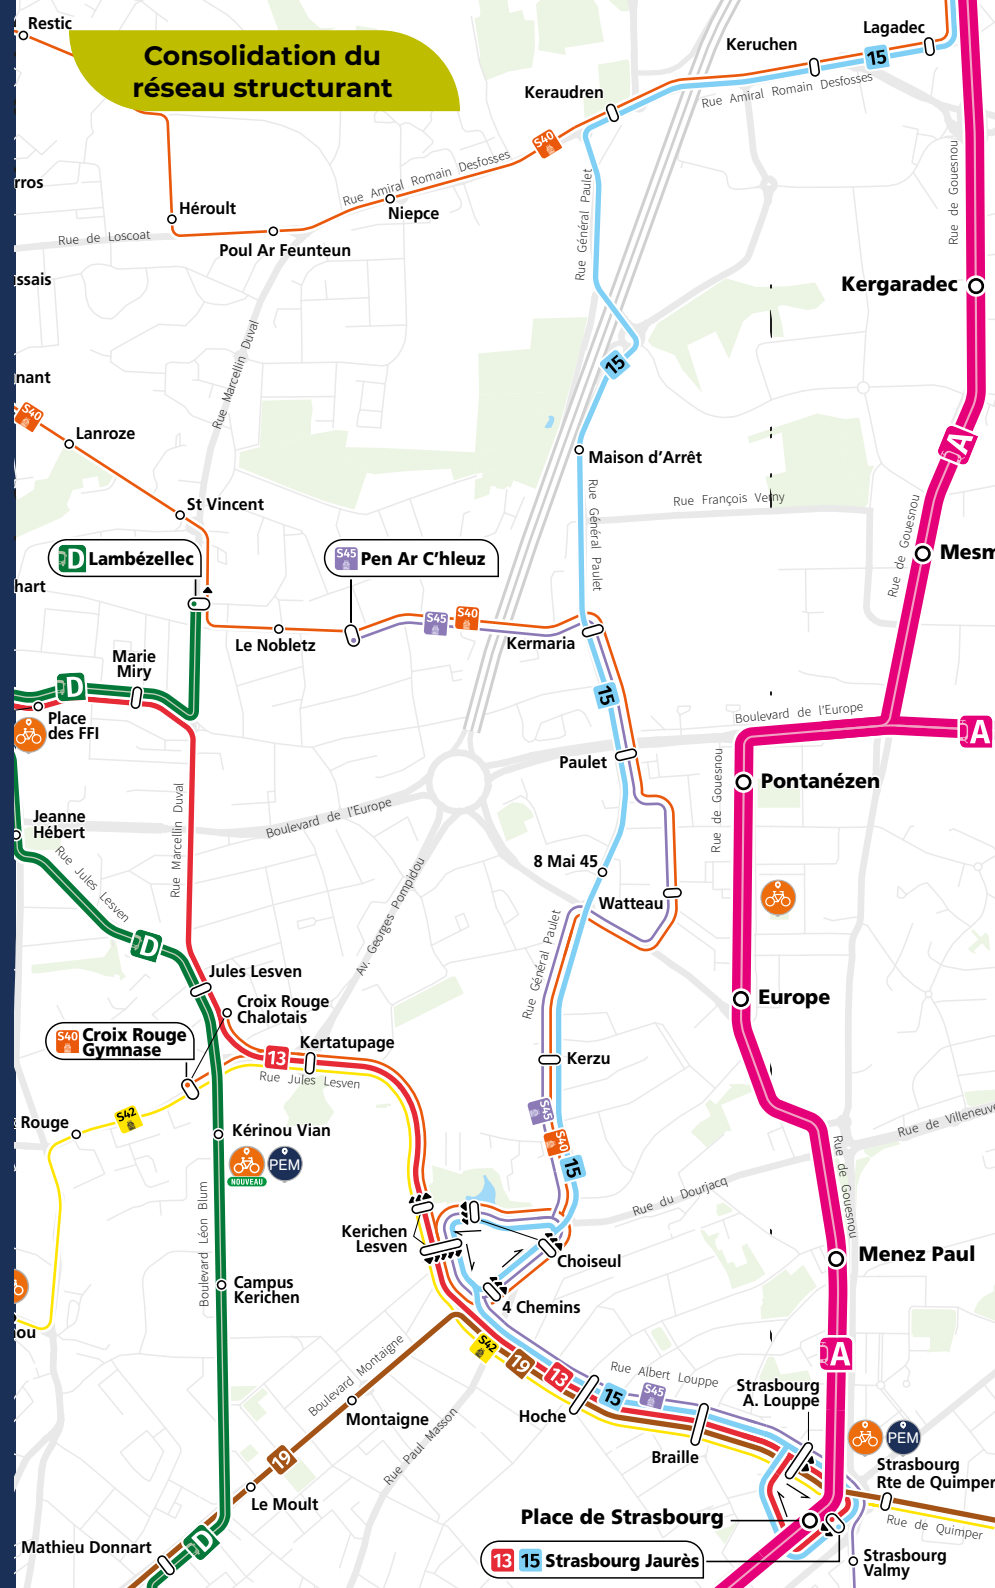 Restic
Consolidation du
réseau structurant
Lagadec
Keruchen
15
Keraudren
Rue Amiral Romain Desfosses
S40
Rue Amiral Romain Desfosses
Rue de Gouesnou
rros
Héroult
Niepce
Rue Général Paulet
Rue de Loscoat
Poul Ar Feunteun
ssais
Kergaradec
Rue Marcellin Duval
15
nant
S40
Lanroze
A
Maison d'Arrêt
St Vincent
Rue François Verny
Rue Général Paulet
Rue de Gouesnou
D Lambézellec
S45 Pen Ar C'hleuz
Mesm
hart
S45
S40
Le Nobletz
Kermaria
Marie
Miry
D
15
Place
des FFI
Boulevard de l'Europe
A
Paulet
Pontanézen
Rue de Gouesnou
Jeanne
Hébert
Boulevard de l'Europe
Rue Marcellin Duval
Rue Jules Lesven
8 Mai 45
Watteau
Av. Georges Pompidou
D
Rue Général Paulet
Jules Lesven
Europe
Croix Rouge
Chalotais
S40 Croix Rouge
Gymnase
Kertatupage
13
Kerzu
Rue Jules Lesven
S42
S45
Rouge
Kérinou Vian
S40
15
Rue de Villeneuve
PEM
NOUVEAU
Rue de Gouesnou
Rue du Dourjacq
Boulevard Léon Blum
Kerichen
Lesven
Choiseul
Menez Paul
Campus
Kerichen
4 Chemins
iou
S42
19
13
15
S45
A
Boulevard Montaigne
Rue Albert Louppe
Strasbourg
A. Louppe
Montaigne
Hoche
Rue Paul Masson
Braille
PEM
19
Strasbourg
Rte de Quimper
Le Moult
Place de Strasbourg
Rue de Quimper
D
Mathieu Donnart
13 15 Strasbourg Jaurès
Strasbourg
Valmy